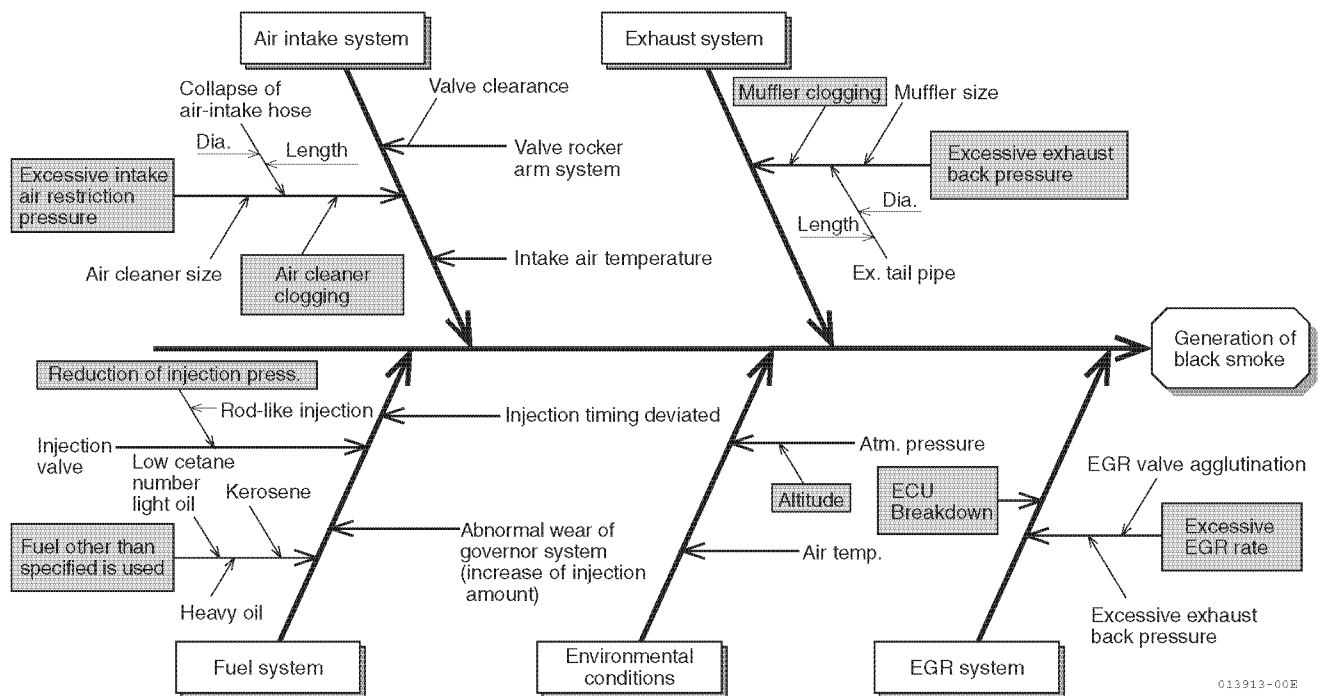 Air intake system
Exhaust system
Collapse of
air-intake hose
Dia.
Length
Valve clearance
Valve rocker
arm system
Excessive intake
air restriction
pressure
Air cleaner size
Air cleaner
clogging
Intake air temperature
Muffler clogging
Muffler size
Excessive exhaust
back pressure
Dia.
Length
Ex. tail pipe
Generation of
black smoke
Reduction of injection press.
Rod-like injection
Injection
valve
Injection timing deviated
Low cetane
number
light oil
Kerosene
Fuel other than
specified is used
Heavy oil
Abnormal wear of
governor system
(increase of injection
amount)
Atm. pressure
Altitude
Air temp.
ECU
Breakdown
EGR valve agglutination
Excessive
EGR rate
Excessive exhaust
back pressure
Fuel system
Environmental
conditions
EGR system
013913-00E